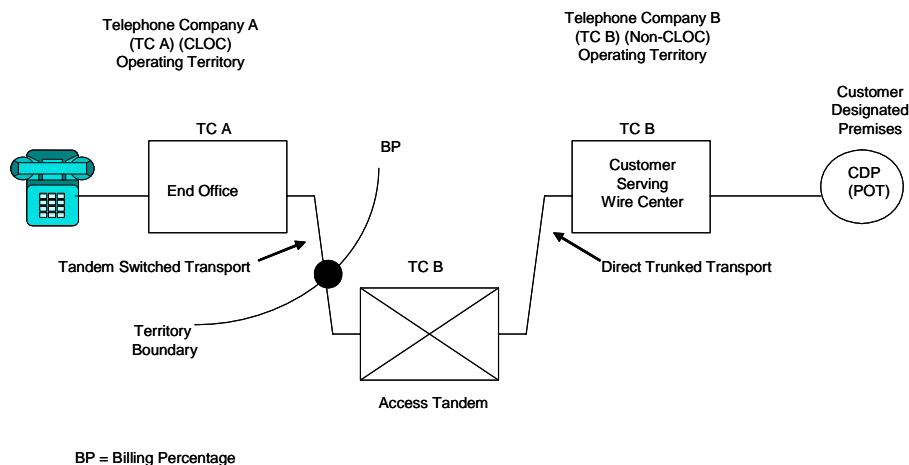 Telephone Company A
(TC A) (CLOC)
Operating Territory
Telephone Company B
(TC B) (Non-CLOC)
Operating Territory
Customer
Designated
Premises
TC A
BP
TC B
End Office
Customer
Serving
Wire Center
CDP
(POT)
Tandem Switched Transport
TC B
Direct Trunked Transport
Territory
Boundary
Access Tandem
BP = Billing Percentage